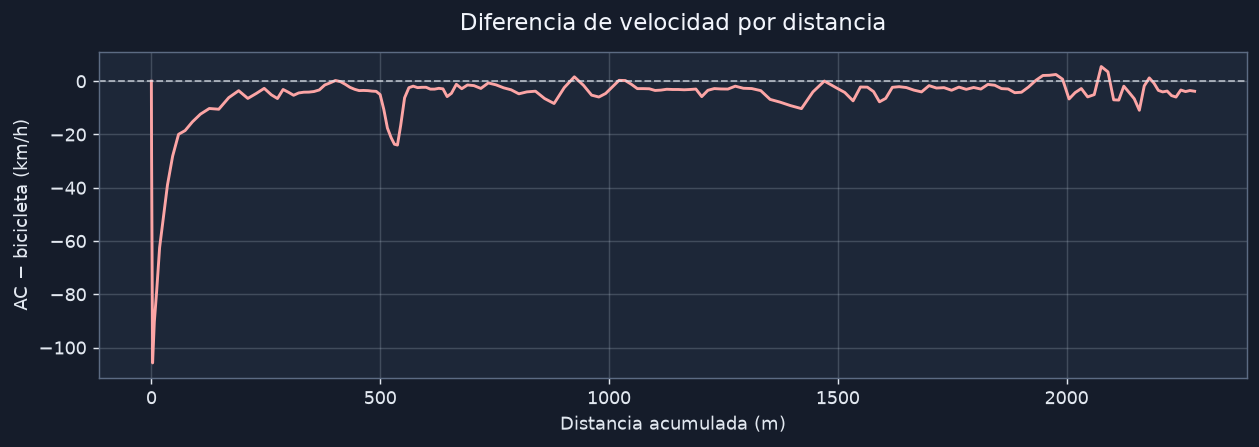 Diferencia de velocidad por distancia
AC − bicicleta (km/h)
0
−20
−40
−60
−80
−100
0 500 1000 1500 2000
Distancia acumulada (m)